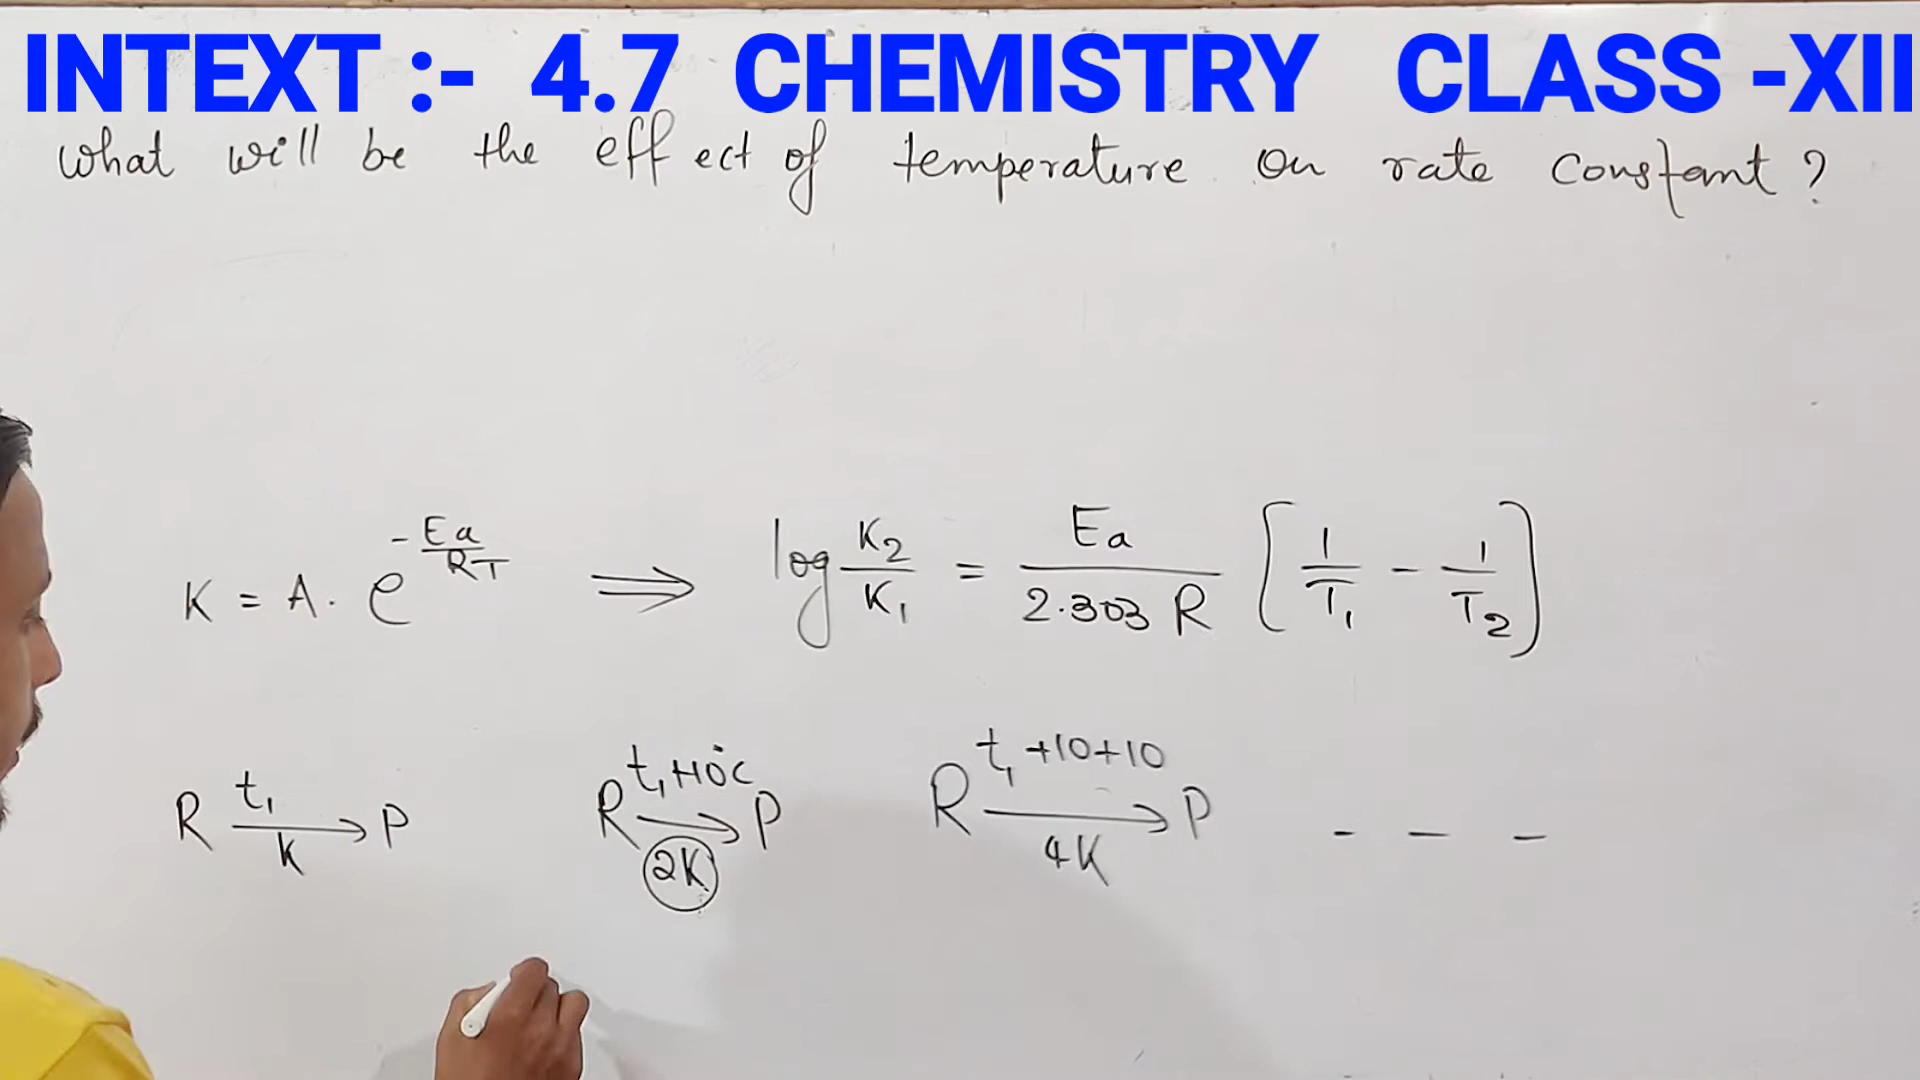 INTEXT :- 4.7 CHEMISTRY CLASS -XII
What will be the effect of temperature on rate constant ?
K = A. e^(-Ea/RT) ⟹ log K2/K1 = Ea/2.303 R [1/T1 - 1/T2]
R —t1/k→ P R —t1+10°C/2K→ P R —t1+10+10/4K→ P - - -